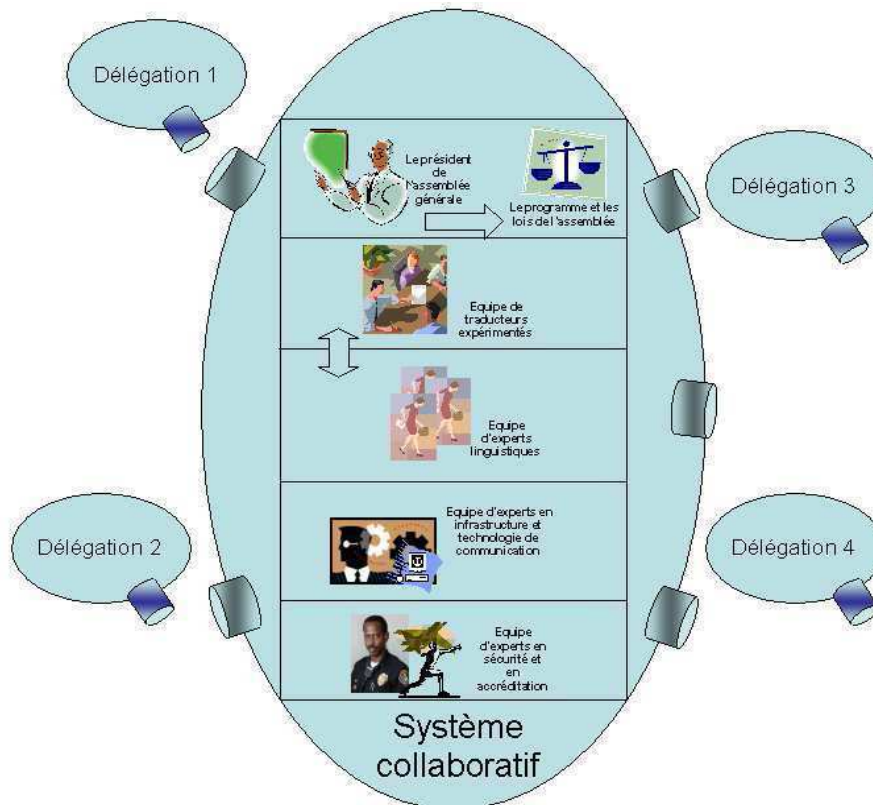 Délégation 1
Le président
de
l'assemblée
générale
Le programme et les
lois de l'assemblée
Délégation 3
Equipe de
traducteurs
expérimentés
Equipe
d'experts
linguistiques
Délégation 2
Equipe d'experts en
infrastructure et
technologie de
communication
Délégation 4
Equipe
d'experts en
sécurité et
en
accréditation
Système
collaboratif